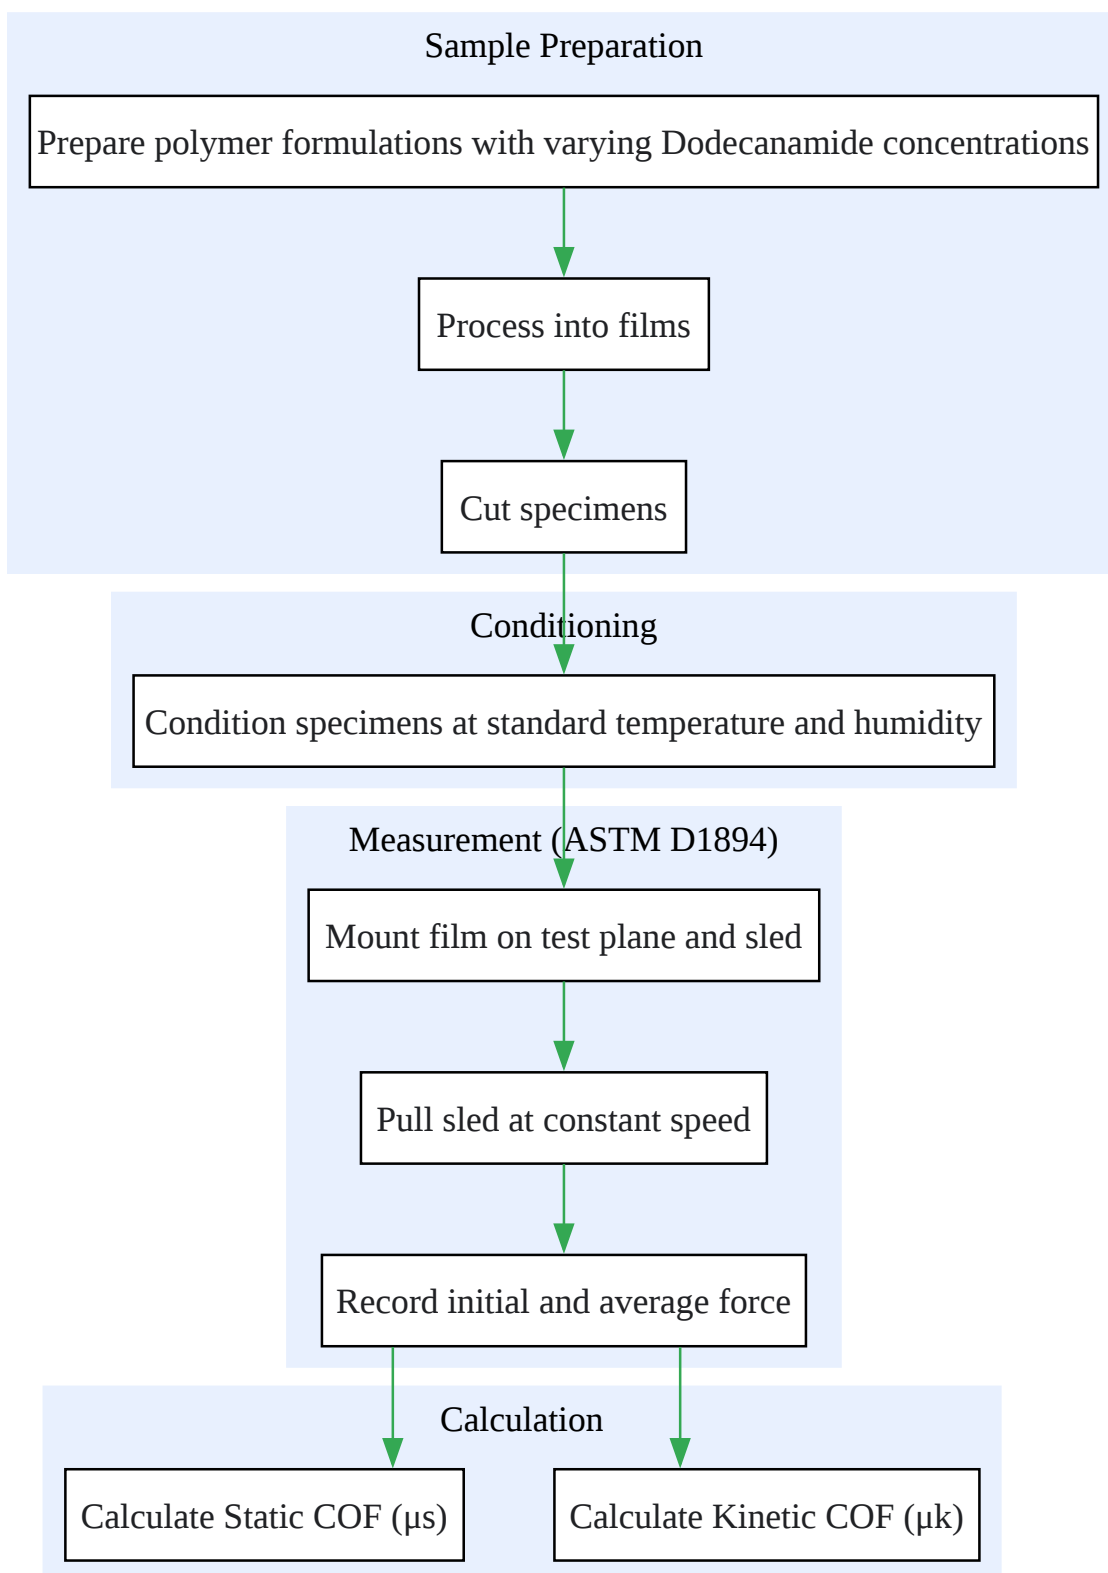 Sample Preparation
Prepare polymer formulations with varying Dodecanamide concentrations
Process into films
Cut specimens
Conditioning
Condition specimens at standard temperature and humidity
Measurement (ASTM D1894)
Mount film on test plane and sled
Pull sled at constant speed
Record initial and average force
Calculation
Calculate Static COF (μs)
Calculate Kinetic COF (μk)